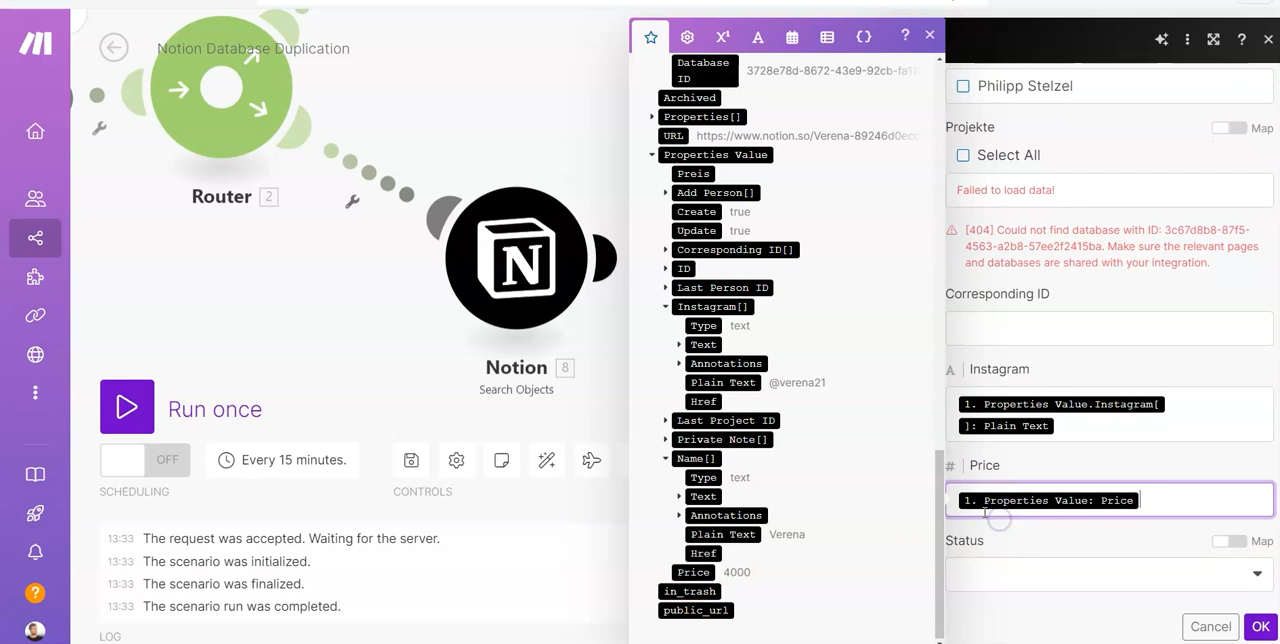 Notion Database Duplication
Router 2
N
Notion 8
Search Objects
Run once
OFF
Every 15 minutes.
SCHEDULING
CONTROLS
13:33 The request was accepted. Waiting for the server.
13:33 The scenario was initialized.
13:33 The scenario was finalized.
13:33 The scenario run was completed.
LOG
?
X¹ A { } ?
Database
ID 3728e78d-8672-43e9-92cb-fa11
Archived
Properties[]
URL https://www.notion.so/Verena-89246d0ecc
Properties Value
Preis
Add Person[]
Create true
Update true
Corresponding ID[]
ID
Last Person ID
Instagram[]
Type text
Text
Annotations
Plain Text @verena21
Href
Last Project ID
Private Note[]
Name[]
Type text
Text
Annotations
Plain Text Verena
Href
Price 4000
in_trash
public_url
?
Philipp Stelzel
Projekte Map
Select All
Failed to load data!
[404] Could not find database with ID: 3c67d8b8-87f5-
4563-a2b8-57ee2f2415ba. Make sure the relevant pages
and databases are shared with your integration.
Corresponding ID
A Instagram
1. Properties Value.Instagram[
]: Plain Text
# Price
1. Properties Value: Price
Status Map
Cancel OK